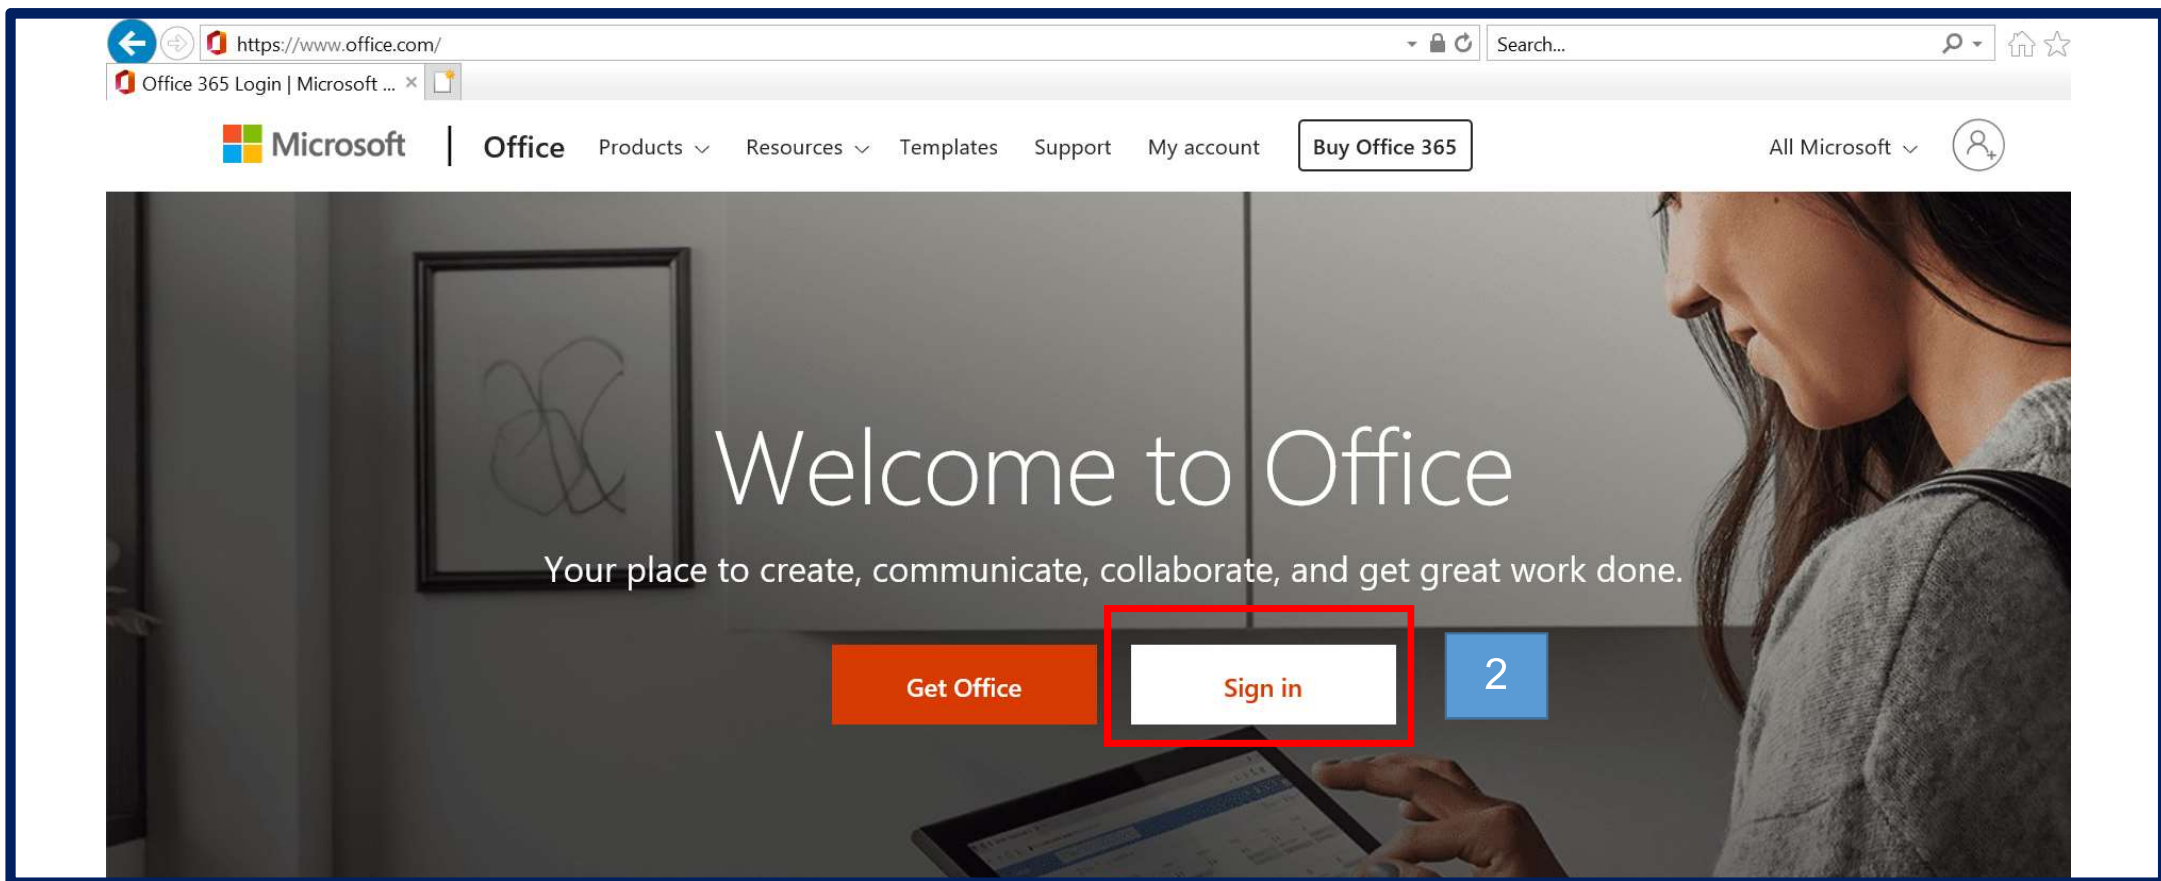 https://www.office.com/
Search...
Office 365 Login | Microsoft ...
Microsoft
Office Products Resources Templates Support My account Buy Office 365 All Microsoft
Welcome to Office
Your place to create, communicate, collaborate, and get great work done.
Get Office Sign in 2